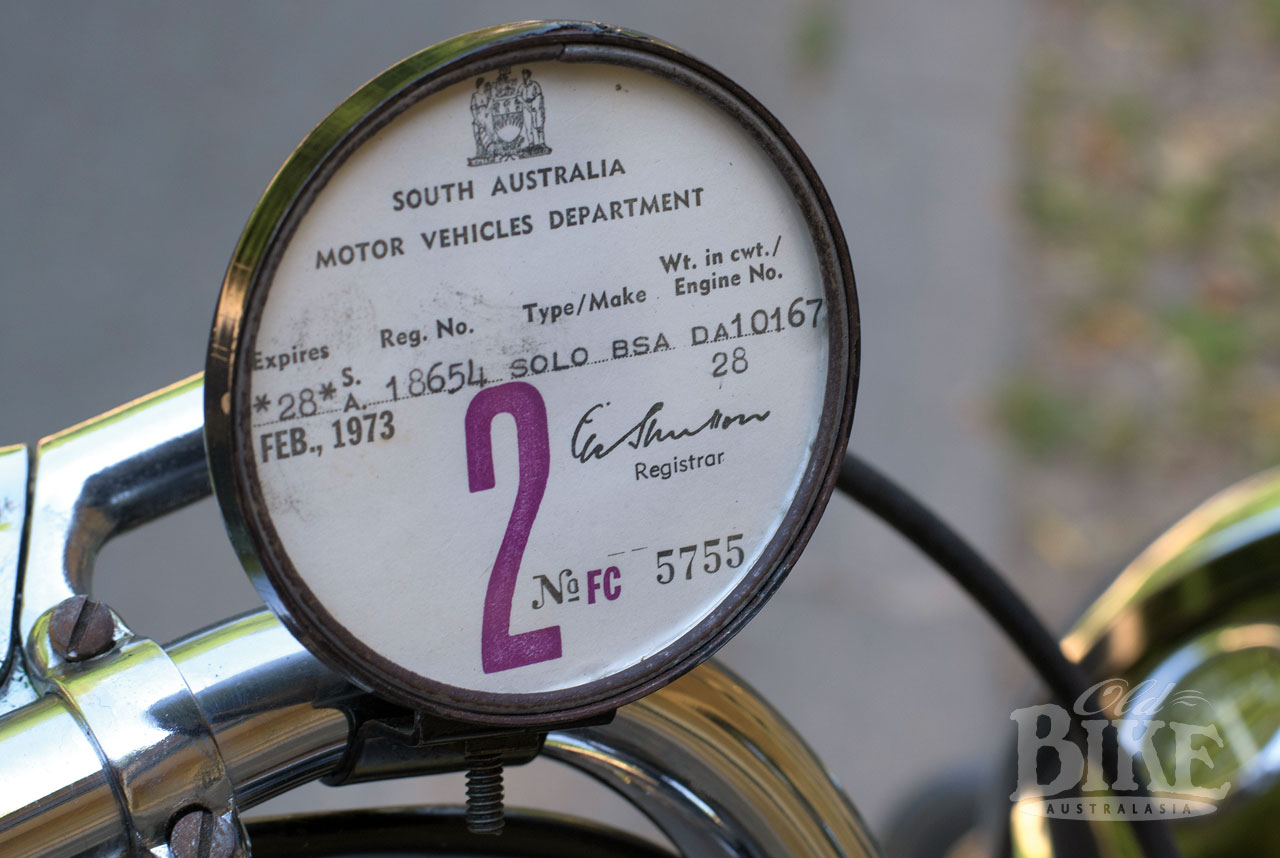 SOUTH AUSTRALIA
MOTOR VEHICLES DEPARTMENT
Expires Reg. No. Type/Make Wt. in cwt./
Engine No.
*28* S.
A. 18654 SOLO BSA DA10167
28
FEB., 1973
2
Registrar
No FC 5755
Old
BIKE
AUSTRALASIA